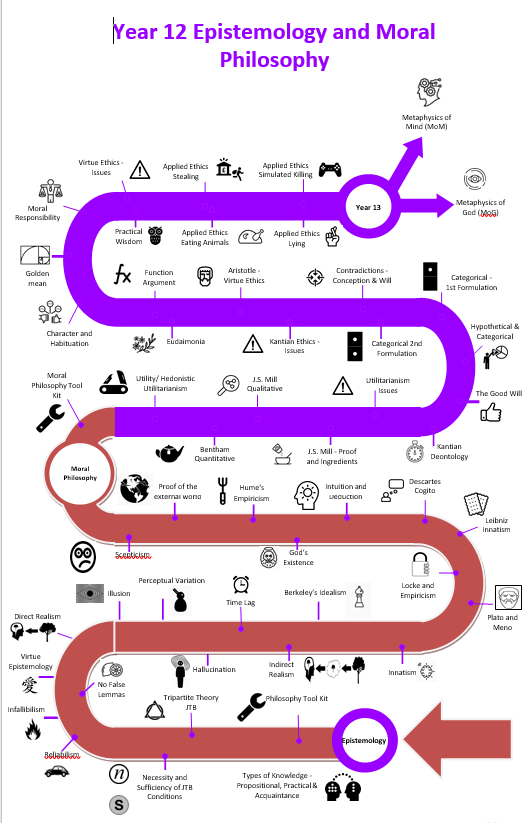 Year 12 Epistemology and Moral
Philosophy
Metaphysics of
Mind (MoM)
Virtue Ethics -
Issues
Applied Ethics
Stealing
Applied Ethics
Simulated Killing
Year 13
Metaphysics of
God (MoG)
Moral
Responsibility
Practical
Wisdom
Applied Ethics
Eating Animals
Applied Ethics
Lying
Golden
mean
fx
Function
Argument
Aristotle -
Virtue Ethics
Contradictions -
Conception & Will
Categorical -
1st Formulation
Character and
Habituation
Eudaimonia
Kantian Ethics -
Issues
Categorical 2nd
Formulation
Hypothetical &
Categorical
Moral
Philosophy Tool
Kit
Utility/ Hedonistic
Utilitarianism
J.S. Mill
Qualitative
Utilitarianism
Issues
The Good Will
Bentham
Quantitative
J.S. Mill - Proof
and Ingredients
Kantian
Deontology
Moral
Philosophy
Proof of the
external world
Hume's
Empiricism
Intuition and
Deduction
Descartes
Cogito
Leibniz
Innatism
Scepticism
God's
Existence
Locke and
Empiricism
Plato and
Meno
Illusion
Perceptual Variation
Time Lag
Berkeley's Idealism
Direct Realism
Hallucination
Indirect
Realism
Innatism
Virtue
Epistemology
愛
No False
Lemmas
Infallibilism
Tripartite Theory
JTB
Philosophy Tool Kit
Reliabilism
Epistemology
n
S
Necessity and
Sufficiency of JTB
Conditions
Types of Knowledge -
Propositional, Practical &
Acquaintance